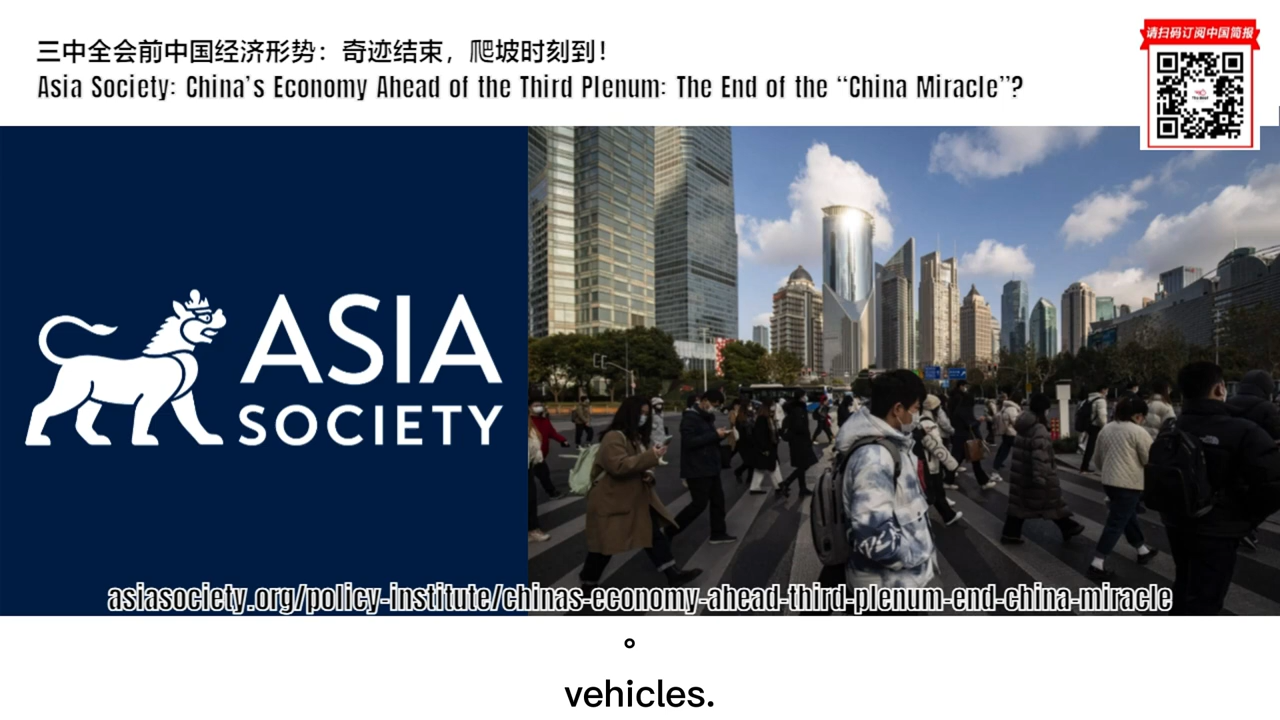 请扫码订阅中国简报
三中全会前中国经济形势：奇迹结束，爬坡时刻到！
Asia Society: China’s Economy Ahead of the Third Plenum: The End of the “China Miracle”?
ASIA
SOCIETY
asiasociety.org/policy-institute/chinas-economy-ahead-third-plenum-end-china-miracle
。
vehicles.